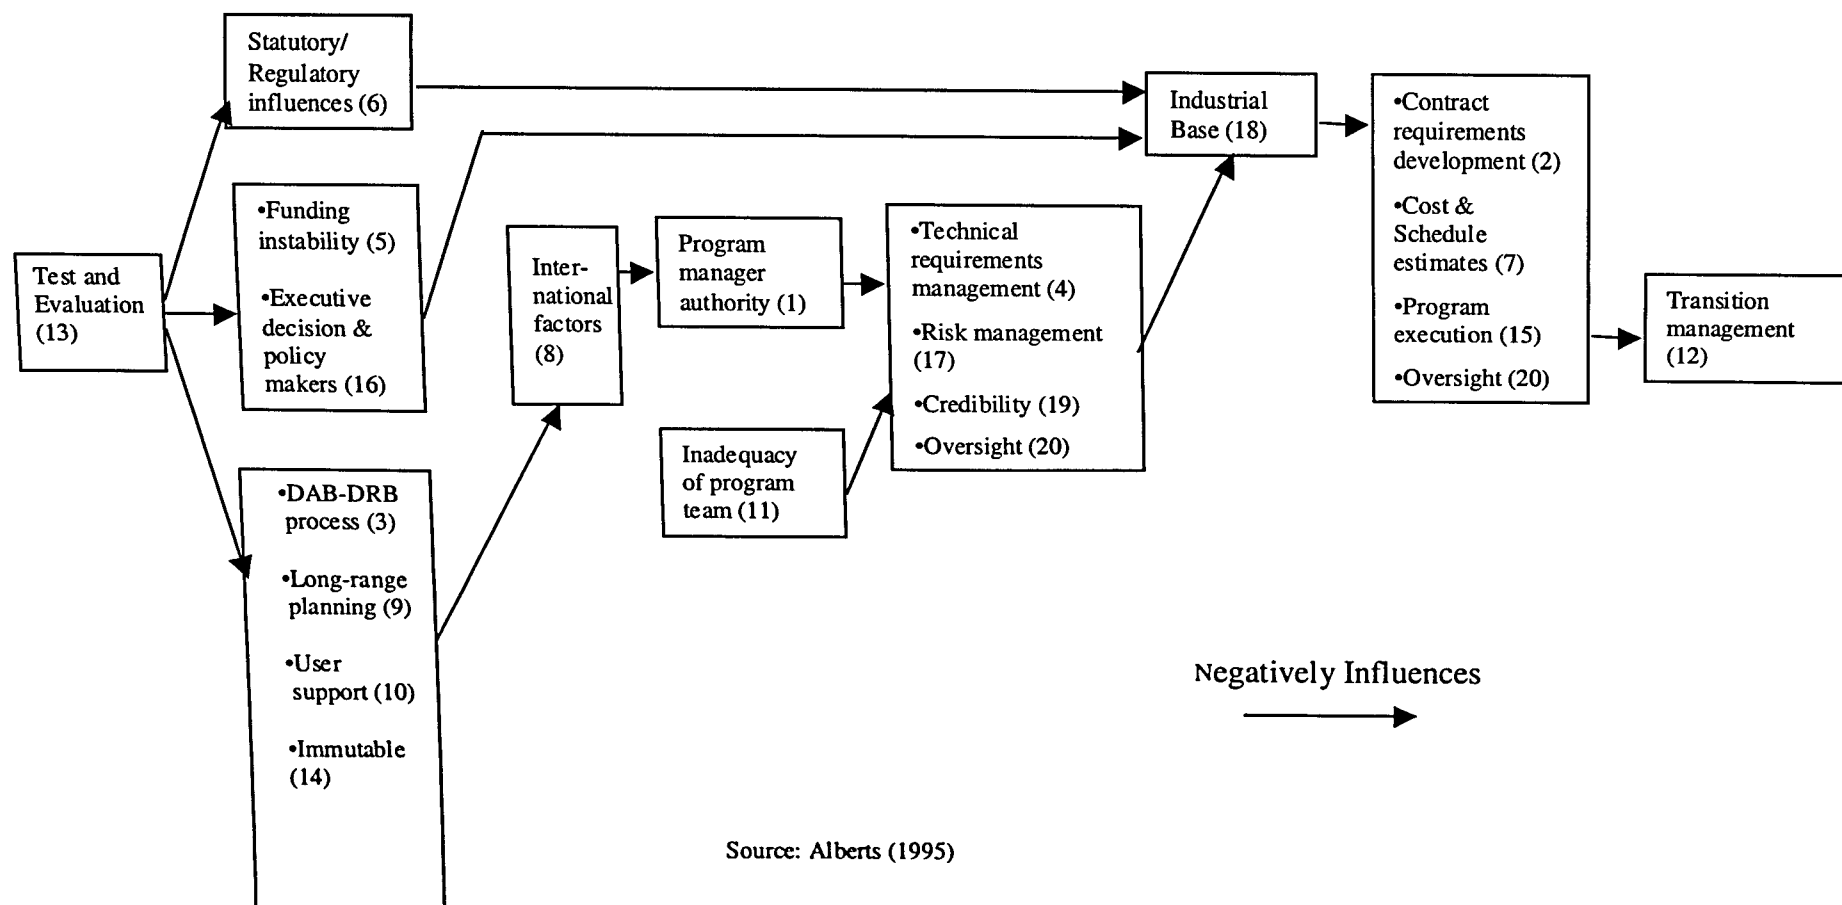 Statutory/
Regulatory
influences (6)
Industrial
Base (18)
•Contract
requirements
development (2)
•Cost &
Schedule
estimates (7)
•Program
execution (15)
•Oversight (20)
•Funding
instability (5)
•Executive
decision &
policy
makers (16)
Test and
Evaluation
(13)
Inter-
national
factors
(8)
Program
manager
authority (1)
•Technical
requirements
management (4)
•Risk management
(17)
•Credibility (19)
•Oversight (20)
Transition
management
(12)
Inadequacy
of program
team (11)
•DAB-DRB
process (3)
•Long-range
planning (9)
•User
support (10)
•Immutable
(14)
Negatively Influences
Source: Alberts (1995)